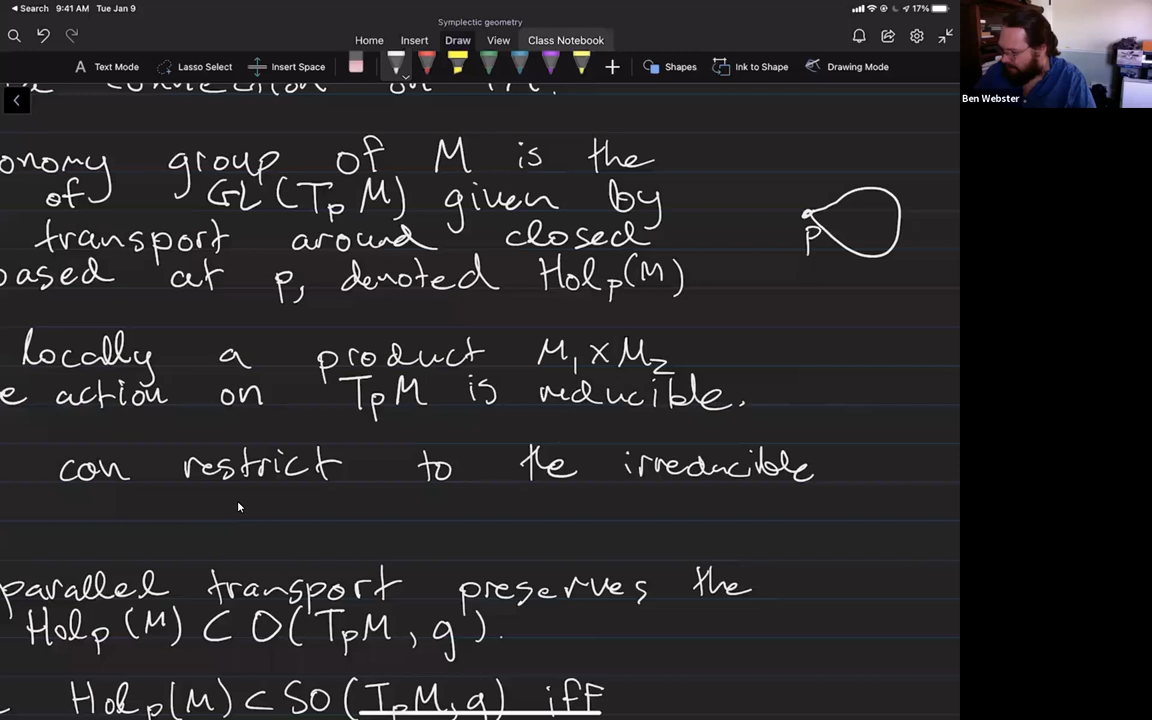 Search 9:41 AM Tue Jan 9
17%
Symplectic geometry
Home Insert Draw View Class Notebook
Text Mode Lasso Select Insert Space Shapes Ink to Shape Drawing Mode
Ben Webster
connection on
onomy group of M is the
of GL(TpM) given by
transport around closed
based at p, denoted Holp(M)
p
locally a product M1 × M2
e action on TpM is reducible.
can restrict to the irreducible
parallel transport preserves the
Holp(M) ⊂ O(TpM, g).
Holp(M) ⊂ SO(TpM, g) iff